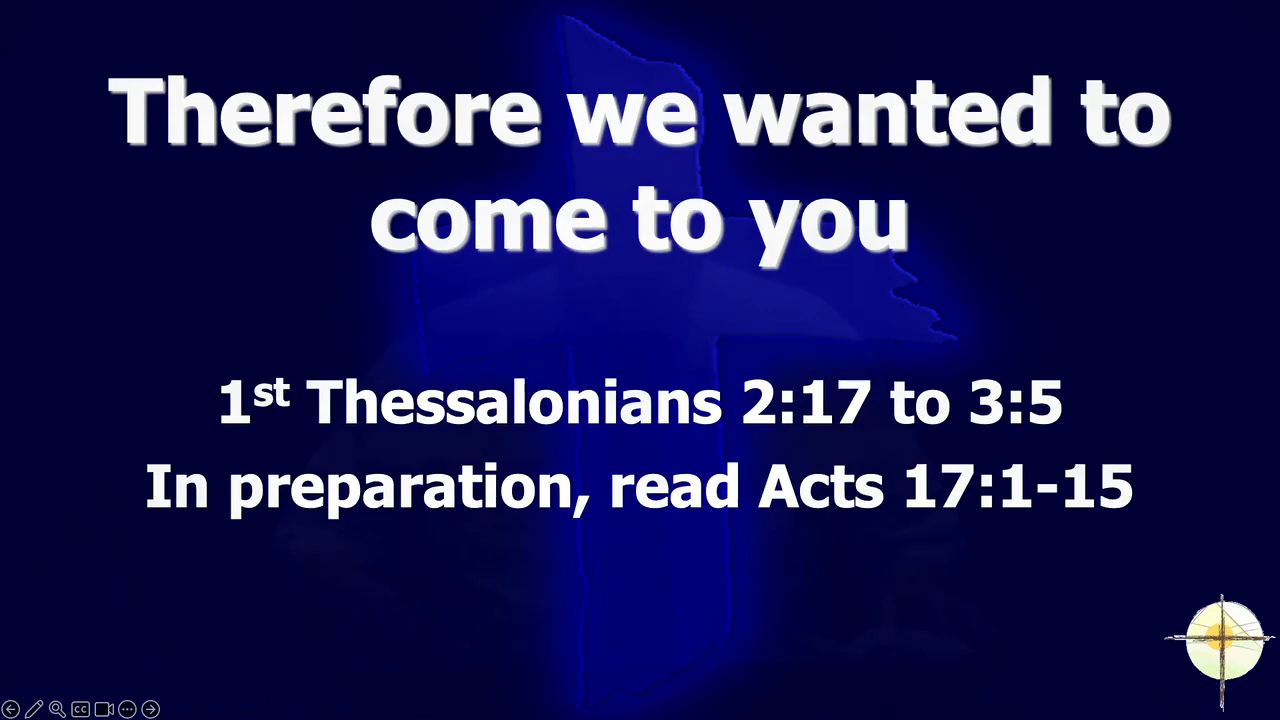 Therefore we wanted to
come to you
1st Thessalonians 2:17 to 3:5
In preparation, read Acts 17:1-15
CC